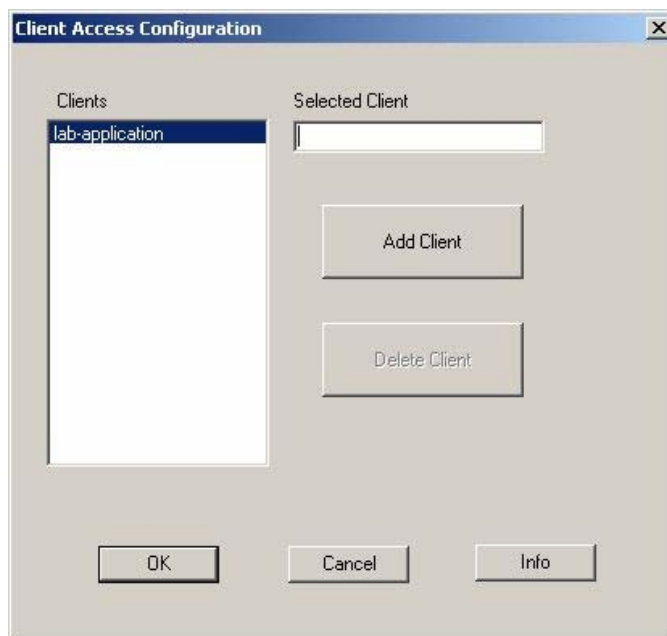 Client Access Configuration
Clients
Selected Client
lab-application
Add Client
Delete Client
OK
Cancel
Info